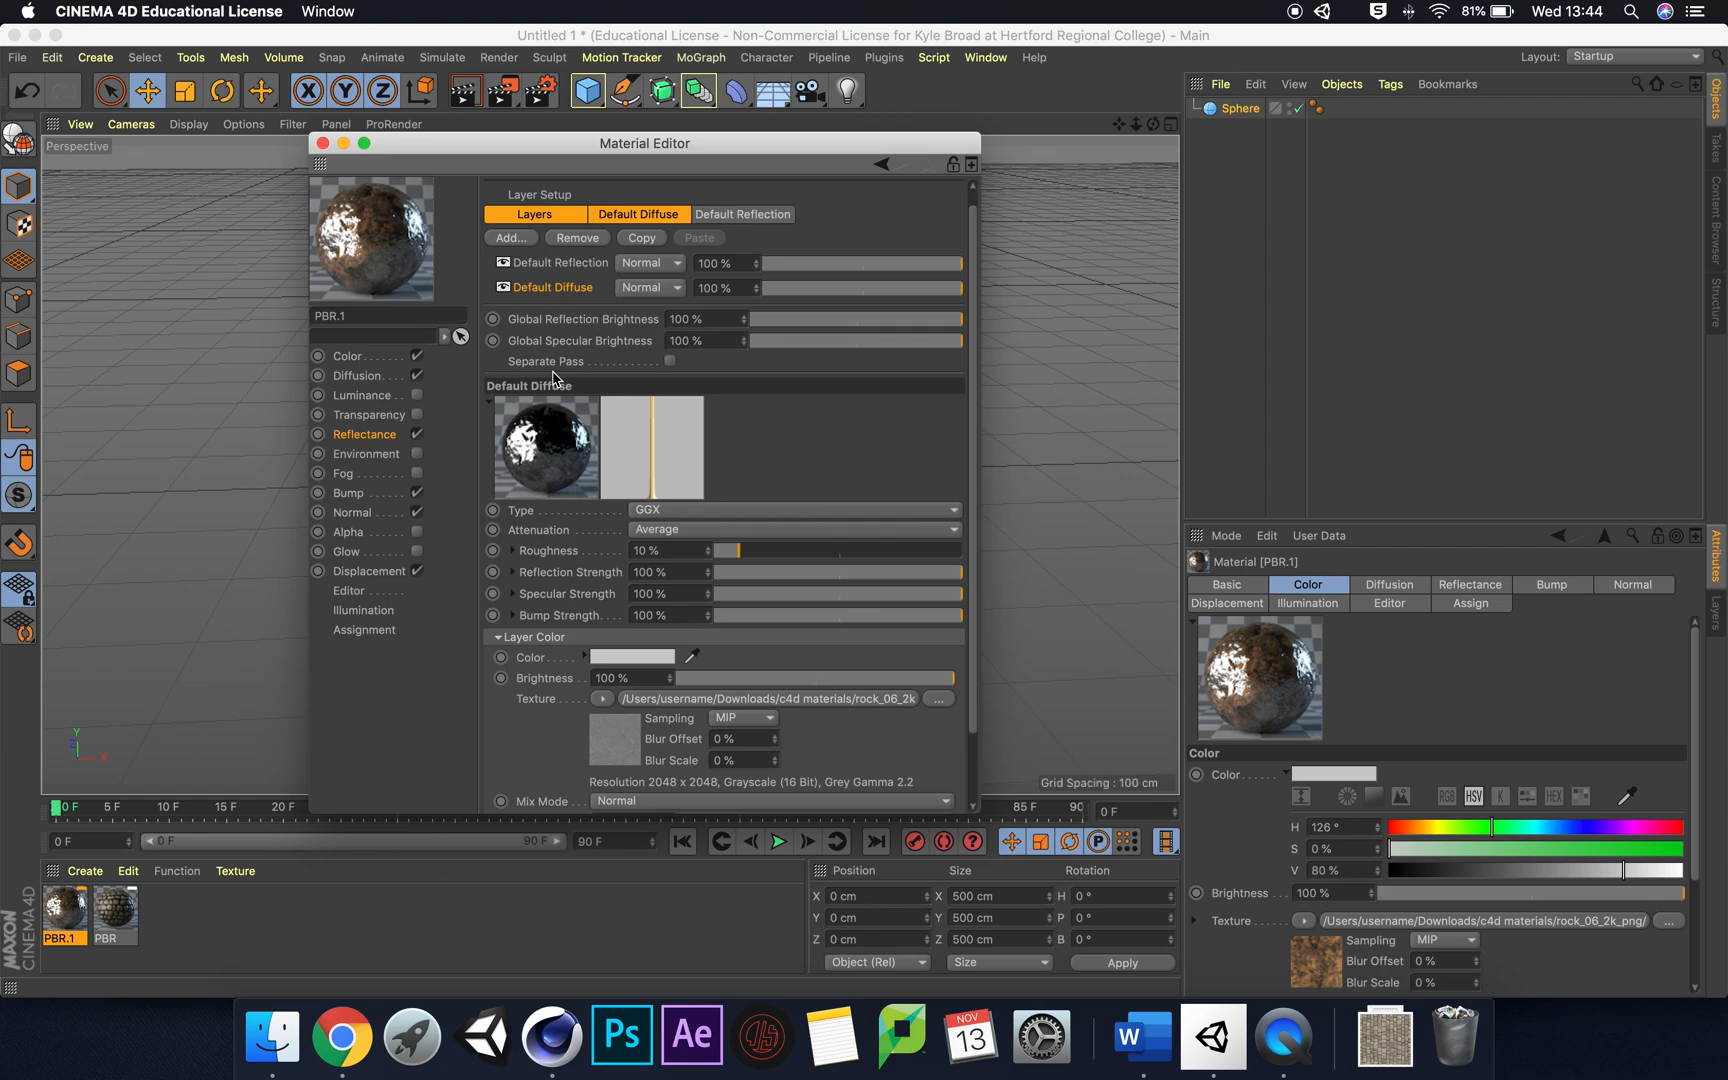 CINEMA 4D Educational License Window 81% Wed 13:44
Untitled 1 * (Educational License - Non-Commercial License for Kyle Broad at Hertford Regional College) - Main
File Edit Create Select Tools Mesh Volume Snap Animate Simulate Render Sculpt Motion Tracker MoGraph Character Pipeline Plugins Script Window Help Layout: Startup
X Y Z File Edit View Objects Tags Bookmarks
View Cameras Display Options Filter Panel ProRender Sphere
Perspective Material Editor
Objects
Takes
Content Browser
Structure
Layer Setup
Layers Default Diffuse Default Reflection
Add... Remove Copy Paste
Default Reflection Normal 100 %
Default Diffuse Normal 100 %
PBR.1 Global Reflection Brightness 100 %
Global Specular Brightness 100 %
Separate Pass
Color
Diffusion
Luminance
Transparency
Reflectance
Environment
Fog
Bump
Normal
Alpha
Glow
Displacement
Editor
Illumination
Assignment
Default Diffuse
Type GGX
Attenuation Average
Roughness 10 %
Reflection Strength 100 %
Specular Strength 100 %
Bump Strength 100 %
Layer Color
Color
Brightness 100 %
Texture /Users/username/Downloads/c4d materials/rock_06_2k ...
Sampling MIP
Blur Offset 0 %
Blur Scale 0 %
Resolution 2048 x 2048, Grayscale (16 Bit), Grey Gamma 2.2
Mix Mode Normal
Y
Z
X
Grid Spacing : 100 cm
Mode Edit User Data
Attributes
Layers
Material [PBR.1]
Basic Color Diffusion Reflectance Bump Normal
Displacement Illumination Editor Assign
Color
Color
RGB HSV K HEX
H 126 °
S 0 %
V 80 %
Brightness 100 %
Texture /Users/username/Downloads/c4d materials/rock_06_2k_png/ ...
Sampling MIP
Blur Offset 0 %
Blur Scale 0 %
0 F 5 F 10 F 15 F 20 F 85 F 90 0 F
0 F 0 F 90 F 90 F P
Create Edit Function Texture
PBR.1 PBR
MAXON
CINEMA 4D
Position Size Rotation
X 0 cm X 500 cm H 0 °
Y 0 cm Y 500 cm P 0 °
Z 0 cm Z 500 cm B 0 °
Object (Rel) Size Apply
Ps Ae NOV 13 W